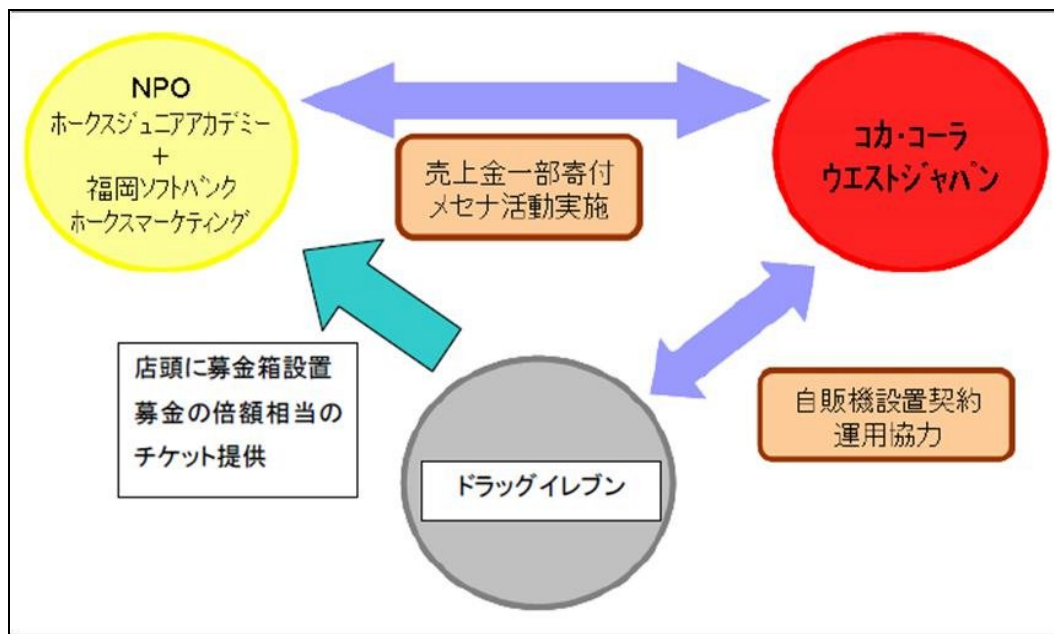 NPO
ホークスジュニアアカデミー
+
福岡ソフトバンク
ホークスマーケティング
コカ・コーラ
ウエストジャパン
売上金一部寄付
メセナ活動実施
店頭に募金箱設置
募金の倍額相当の
チケット提供
自販機設置契約
運用協力
ドラッグイレブン